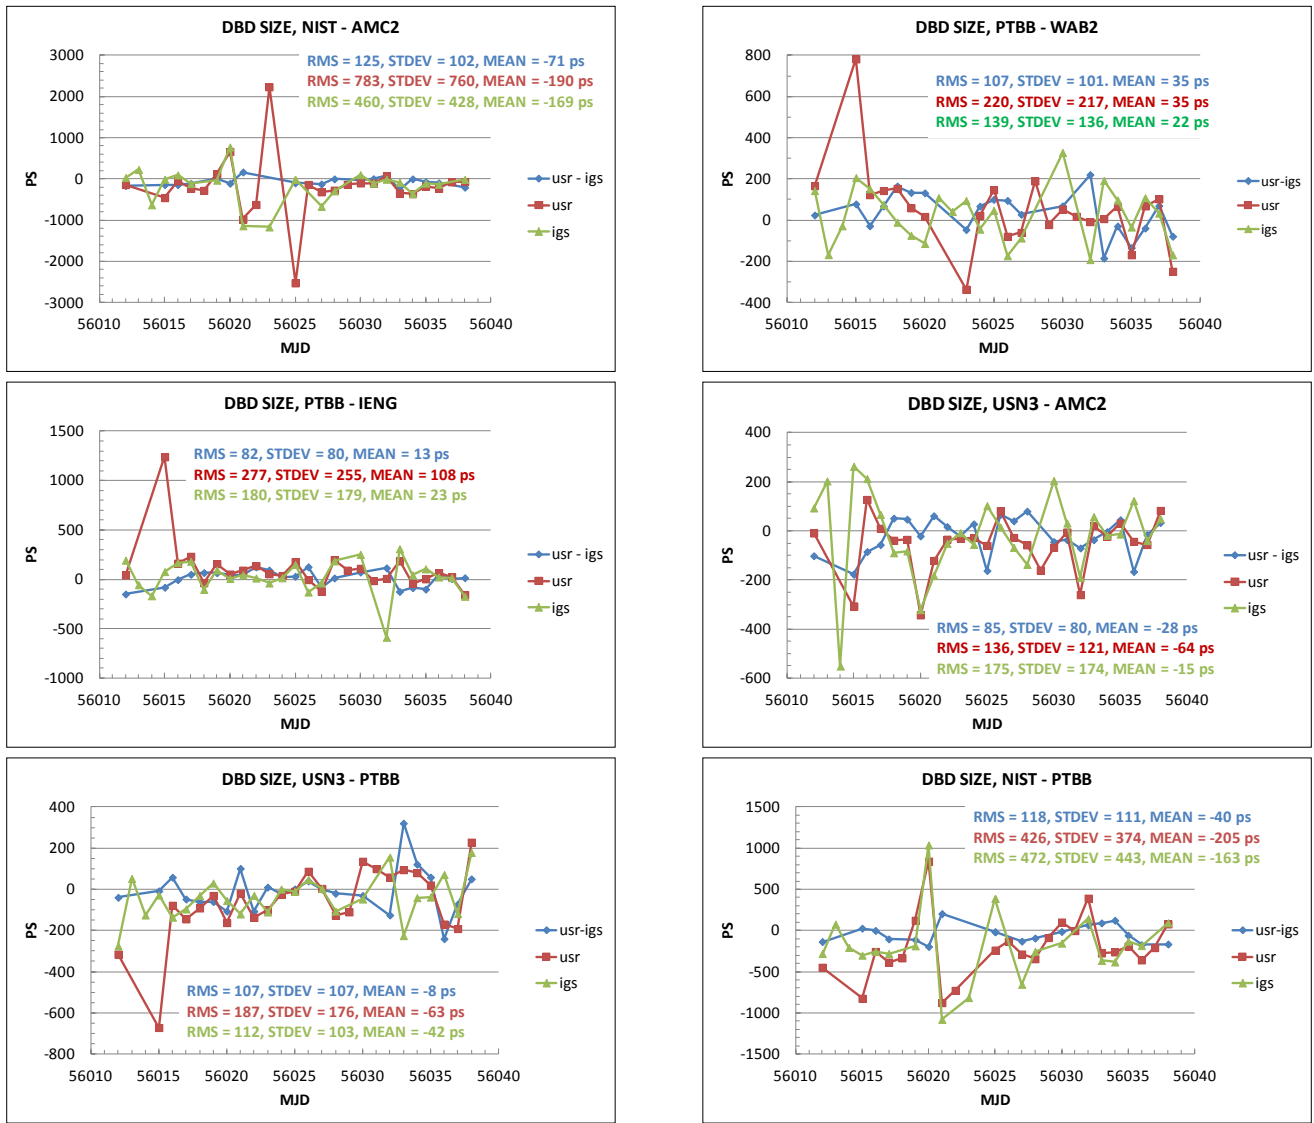 DBD SIZE, NIST - AMC2
RMS = 125, STDEV = 102, MEAN = -71 ps
RMS = 783, STDEV = 760, MEAN = -190 ps
RMS = 460, STDEV = 428, MEAN = -169 ps
3000
2000
1000
0
-1000
-2000
-3000
PS
56010 56015 56020 56025 56030 56035 56040
MJD
usr - igs
usr
igs
DBD SIZE, PTBB - WAB2
RMS = 107, STDEV = 101. MEAN = 35 ps
RMS = 220, STDEV = 217, MEAN = 35 ps
RMS = 139, STDEV = 136, MEAN = 22 ps
800
600
400
200
0
-200
-400
PS
56010 56015 56020 56025 56030 56035 56040
MJD
usr-igs
usr
igs
DBD SIZE, PTBB - IENG
RMS = 82, STDEV = 80, MEAN = 13 ps
RMS = 277, STDEV = 255, MEAN = 108 ps
RMS = 180, STDEV = 179, MEAN = 23 ps
1500
1000
500
0
-500
-1000
PS
56010 56015 56020 56025 56030 56035 56040
MJD
usr - igs
usr
igs
DBD SIZE, USN3 - AMC2
400
200
0
-200
-400
-600
PS
RMS = 85, STDEV = 80, MEAN = -28 ps
RMS = 136, STDEV = 121, MEAN = -64 ps
RMS = 175, STDEV = 174, MEAN = -15 ps
56010 56015 56020 56025 56030 56035 56040
MJD
usr - igs
usr
igs
DBD SIZE, USN3 - PTBB
400
200
0
-200
-400
-600
-800
PS
RMS = 107, STDEV = 107, MEAN = -8 ps
RMS = 187, STDEV = 176, MEAN = -63 ps
RMS = 112, STDEV = 103, MEAN = -42 ps
56010 56015 56020 56025 56030 56035 56040
MJD
usr-igs
usr
igs
DBD SIZE, NIST - PTBB
RMS = 118, STDEV = 111, MEAN = -40 ps
RMS = 426, STDEV = 374, MEAN = -205 ps
RMS = 472, STDEV = 443, MEAN = -163 ps
1500
1000
500
0
-500
-1000
-1500
PS
56010 56015 56020 56025 56030 56035 56040
MJD
usr-igs
usr
igs